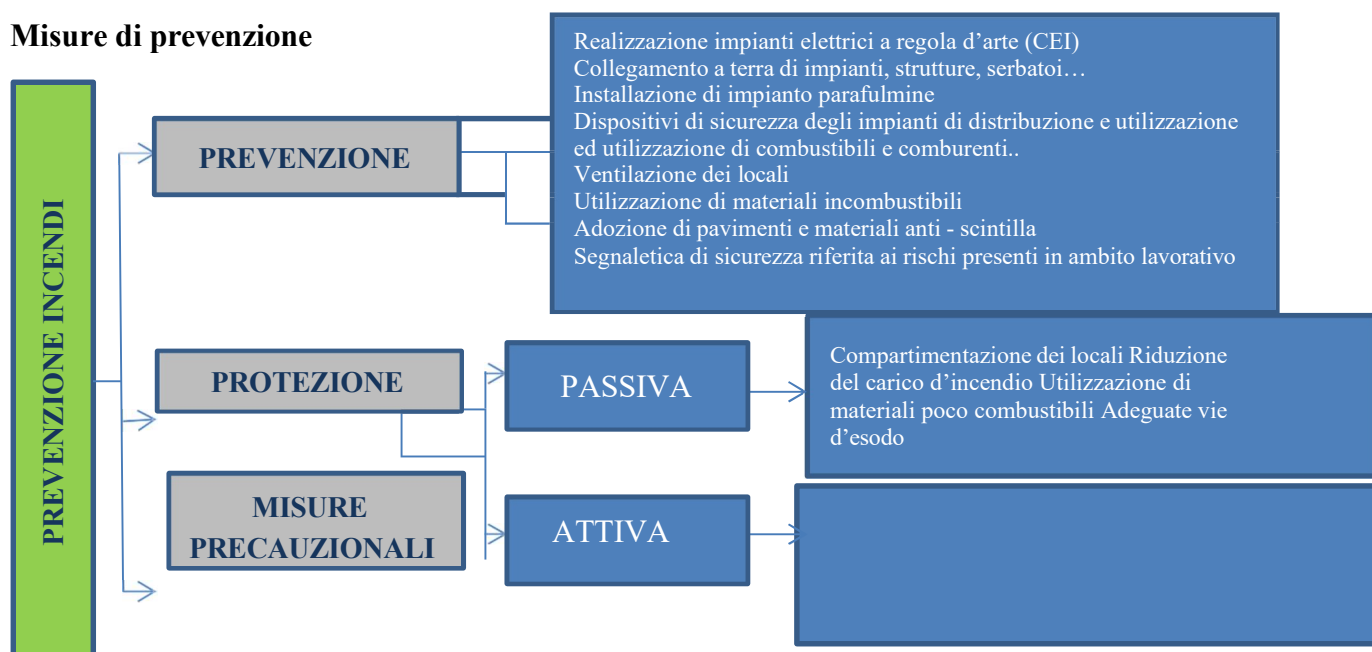 Misure di prevenzione
PREVENZIONE INCENDI
PREVENZIONE
Realizzazione impianti elettrici a regola d’arte (CEI)
Collegamento a terra di impianti, strutture, serbatoi…
Installazione di impianto parafulmine
Dispositivi di sicurezza degli impianti di distribuzione e utilizzazione
ed utilizzazione di combustibili e comburenti..
Ventilazione dei locali
Utilizzazione di materiali incombustibili
Adozione di pavimenti e materiali anti - scintilla
Segnaletica di sicurezza riferita ai rischi presenti in ambito lavorativo
PROTEZIONE
PASSIVA
Compartimentazione dei locali Riduzione
del carico d’incendio Utilizzazione di
materiali poco combustibili Adeguate vie
d’esodo
MISURE
PRECAUZIONALI
ATTIVA